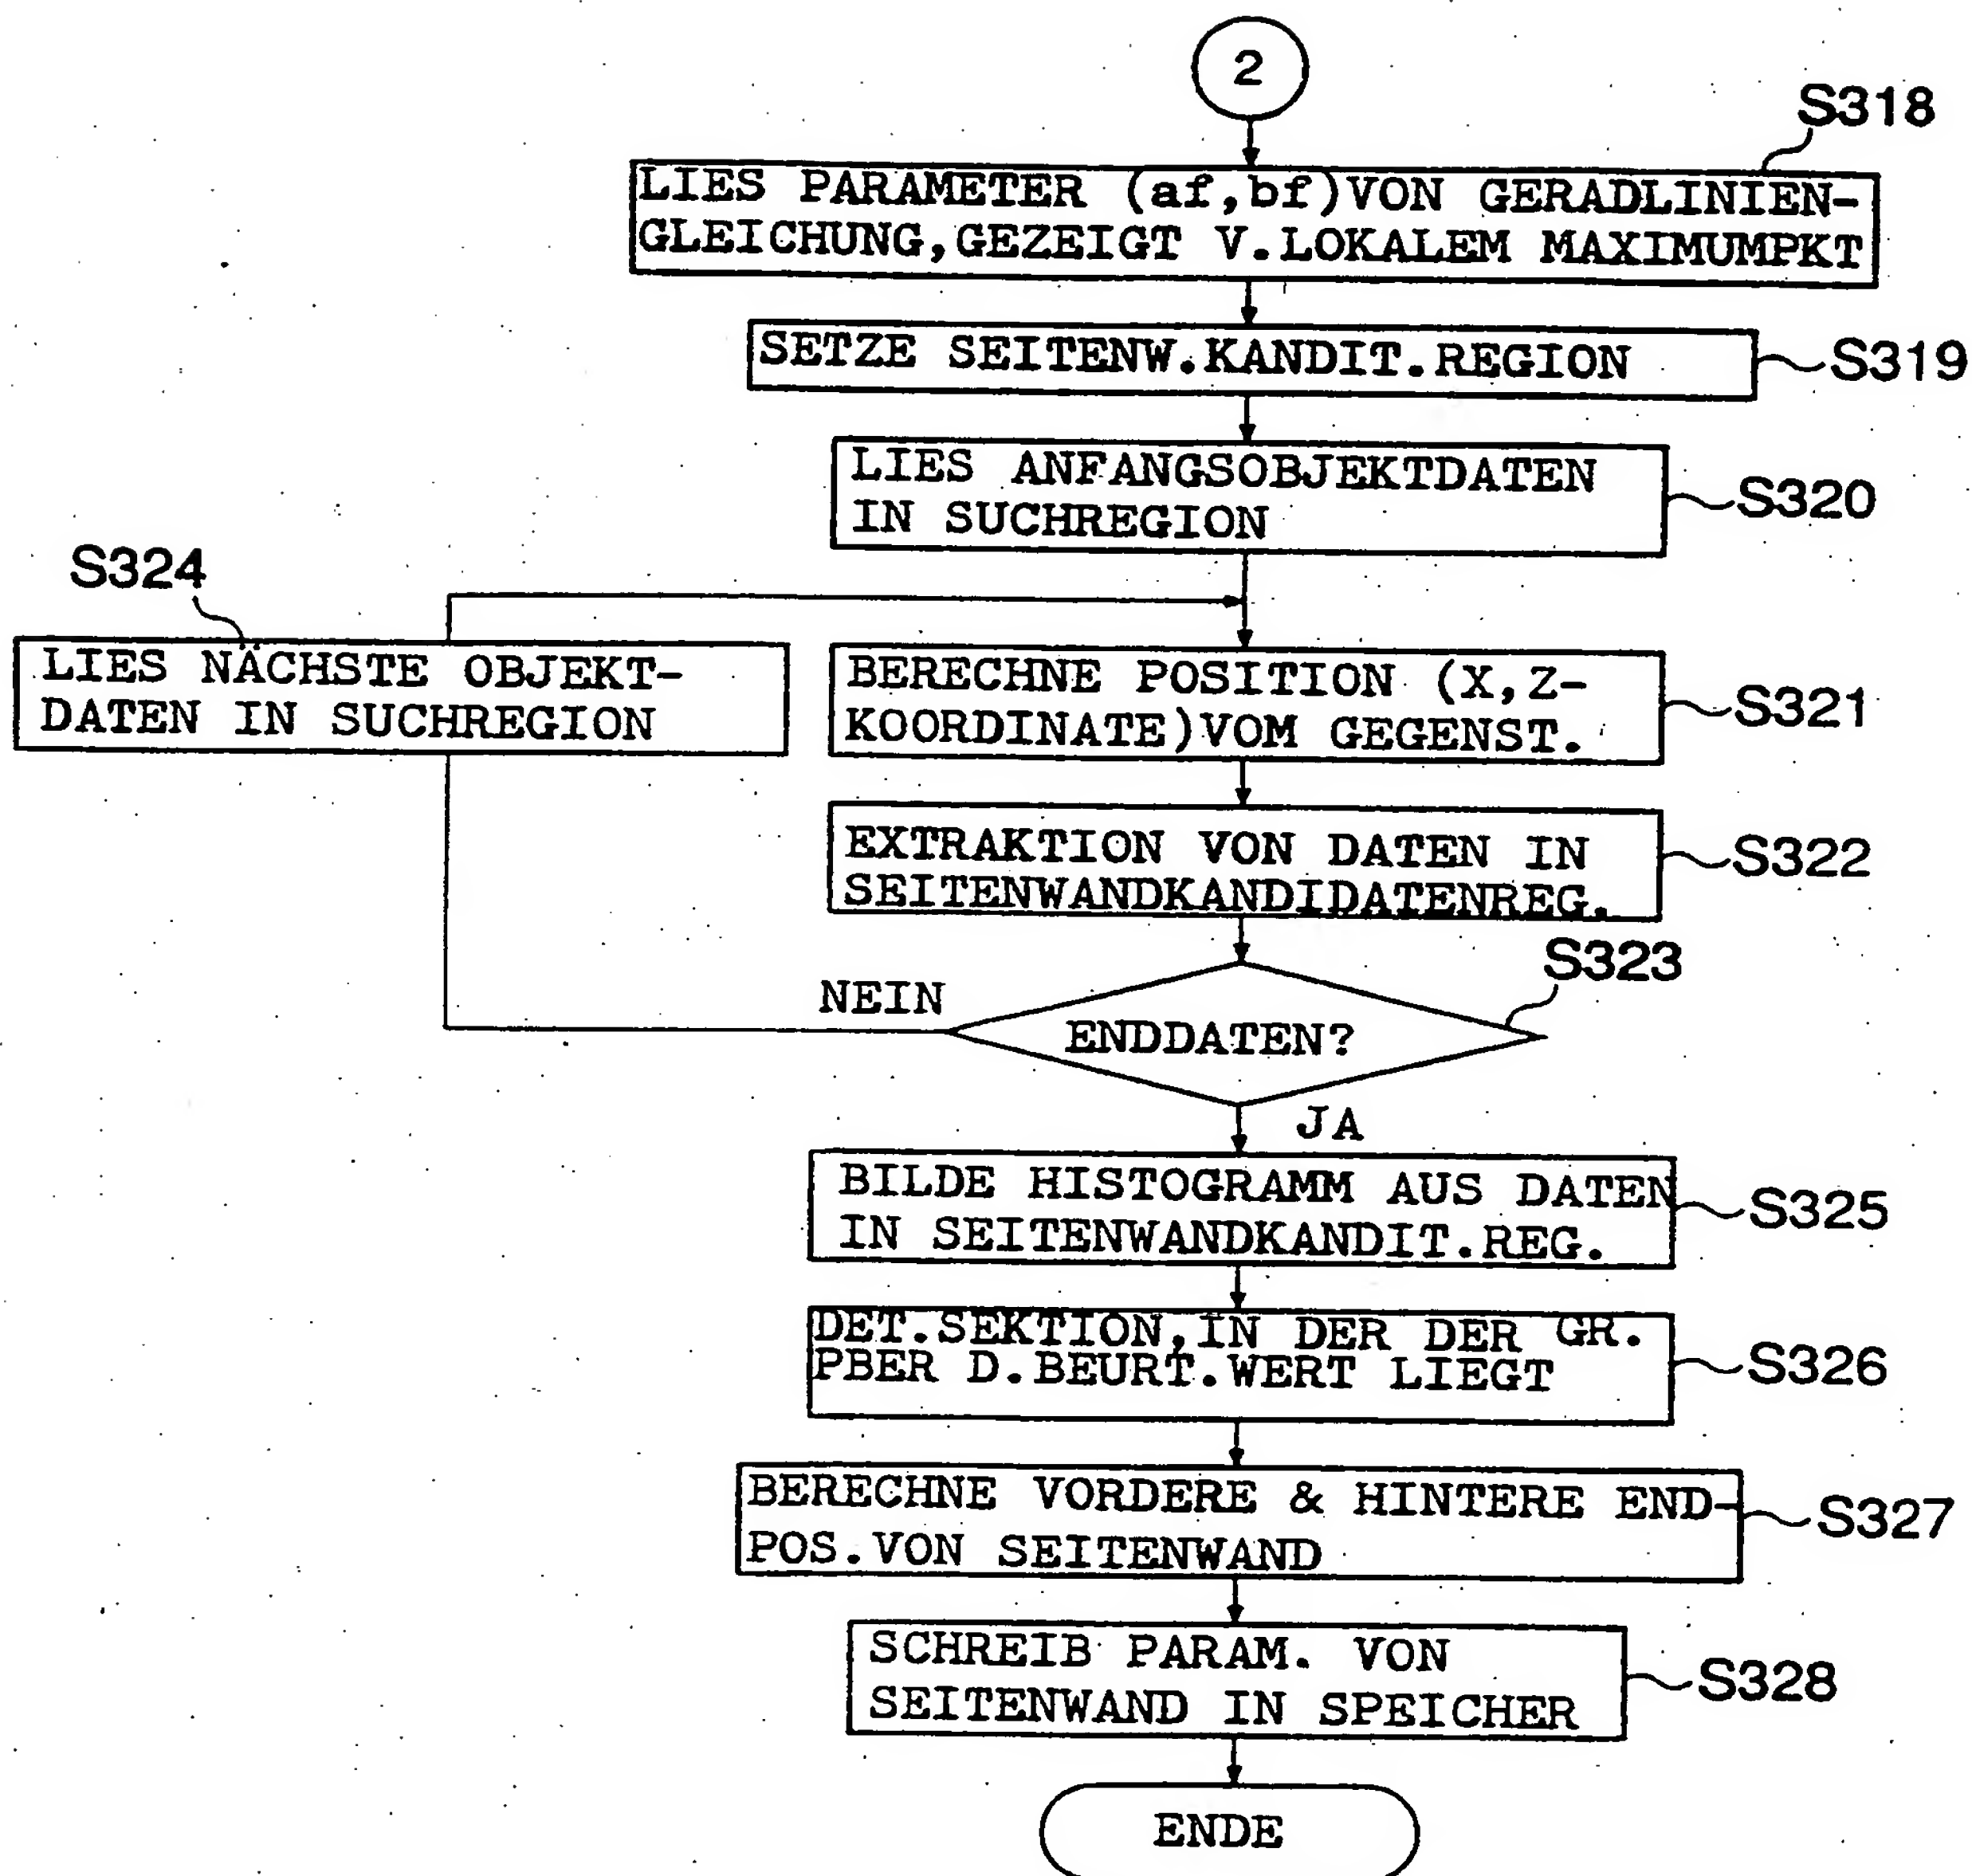 2
S318
LIES PARAMETER (af,bf)VON GERADLINIEN-
GLEICHUNG,GEZEIGT V.LOKALEM MAXIMUMPKT
SETZE SEITENW.KANDIT.REGION
S319
LIES ANFANGSOBJEKTDATEN
IN SUCHREGION
S320
S324
LIES NÄCHSTE OBJEKT-
DATEN IN SUCHREGION
BERECHNE POSITION (X,Z-
KOORDINATE)VOM GEGENST.
S321
EXTRAKTION VON DATEN IN
SEITENWANDKANDIDATENREG.
S322
S323
NEIN
ENDDATEN?
JA
BILDE HISTOGRAMM AUS DATEN
IN SEITENWANDKANDIT.REG.
S325
DET.SEKTION,IN DER DER GR.
PBER D.BEURT.WERT LIEGT
S326
BERECHNE VORDERE & HINTERE END-
POS.VON SEITENWAND
S327
SCHREIB PARAM. VON
SEITENWAND IN SPEICHER
S328
ENDE